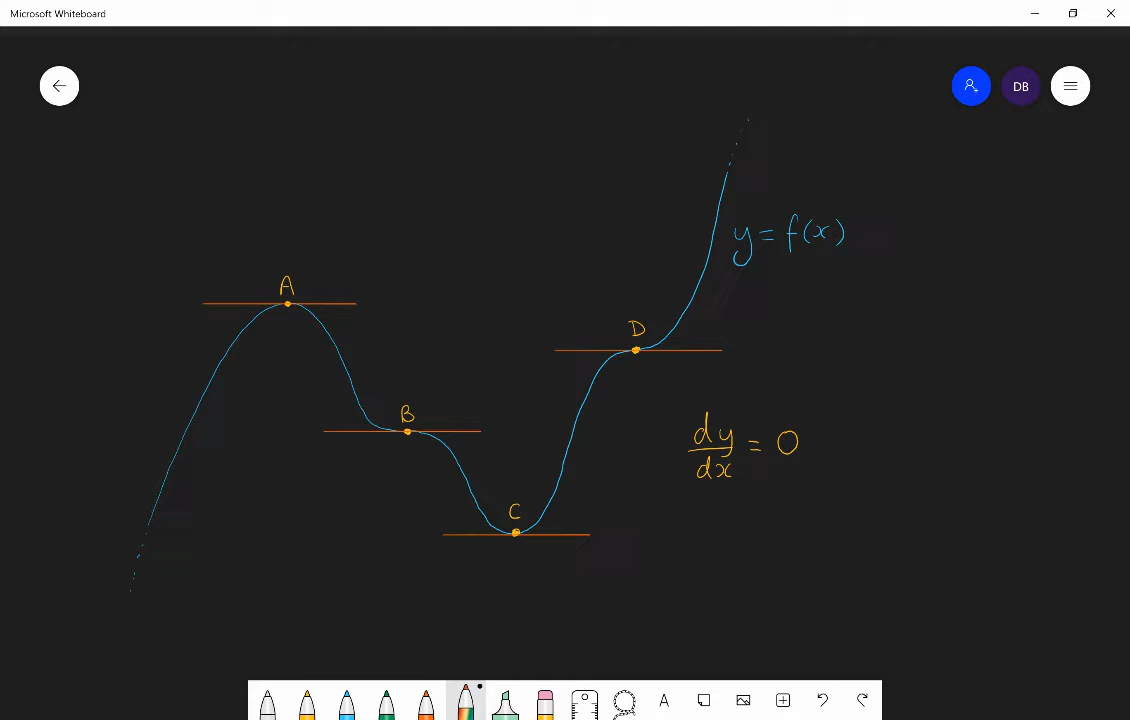 Microsoft Whiteboard
DB
y = f(x)
A
D
B
dy/dx = 0
C
A